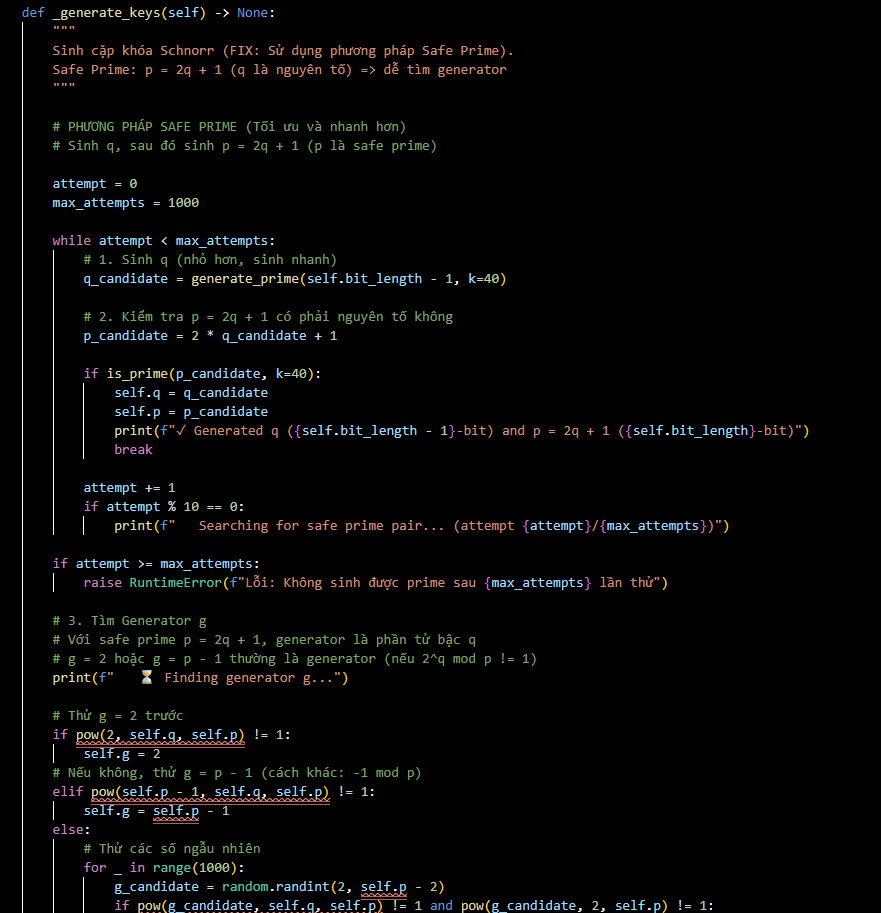 def _generate_keys(self) -> None:
"""
Sinh cặp khóa Schnorr (FIX: Sử dụng phương pháp Safe Prime).
Safe Prime: p = 2q + 1 (q là nguyên tố) => dễ tìm generator
"""
# PHƯƠNG PHÁP SAFE PRIME (Tối ưu và nhanh hơn)
# Sinh q, sau đó sinh p = 2q + 1 (p là safe prime)
attempt = 0
max_attempts = 1000
while attempt < max_attempts:
# 1. Sinh q (nhỏ hơn, sinh nhanh)
q_candidate = generate_prime(self.bit_length - 1, k=40)
# 2. Kiểm tra p = 2q + 1 có phải nguyên tố không
p_candidate = 2 * q_candidate + 1
if is_prime(p_candidate, k=40):
self.q = q_candidate
self.p = p_candidate
print(f"✓ Generated q ({self.bit_length - 1}-bit) and p = 2q + 1 ({self.bit_length}-bit)")
break
attempt += 1
if attempt % 10 == 0:
print(f"   Searching for safe prime pair... (attempt {attempt}/{max_attempts})")
if attempt >= max_attempts:
raise RuntimeError(f"Lỗi: Không sinh được prime sau {max_attempts} lần thử")
# 3. Tìm Generator g
# Với safe prime p = 2q + 1, generator là phần tử bậc q
# g = 2 hoặc g = p - 1 thường là generator (nếu 2^q mod p != 1)
print(f"   ⏳ Finding generator g...")
# Thử g = 2 trước
if pow(2, self.q, self.p) != 1:
self.g = 2
# Nếu không, thử g = p - 1 (cách khác: -1 mod p)
elif pow(self.p - 1, self.q, self.p) != 1:
self.g = self.p - 1
else:
# Thử các số ngẫu nhiên
for _ in range(1000):
g_candidate = random.randint(2, self.p - 2)
if pow(g_candidate, self.q, self.p) != 1 and pow(g_candidate, 2, self.p) != 1: